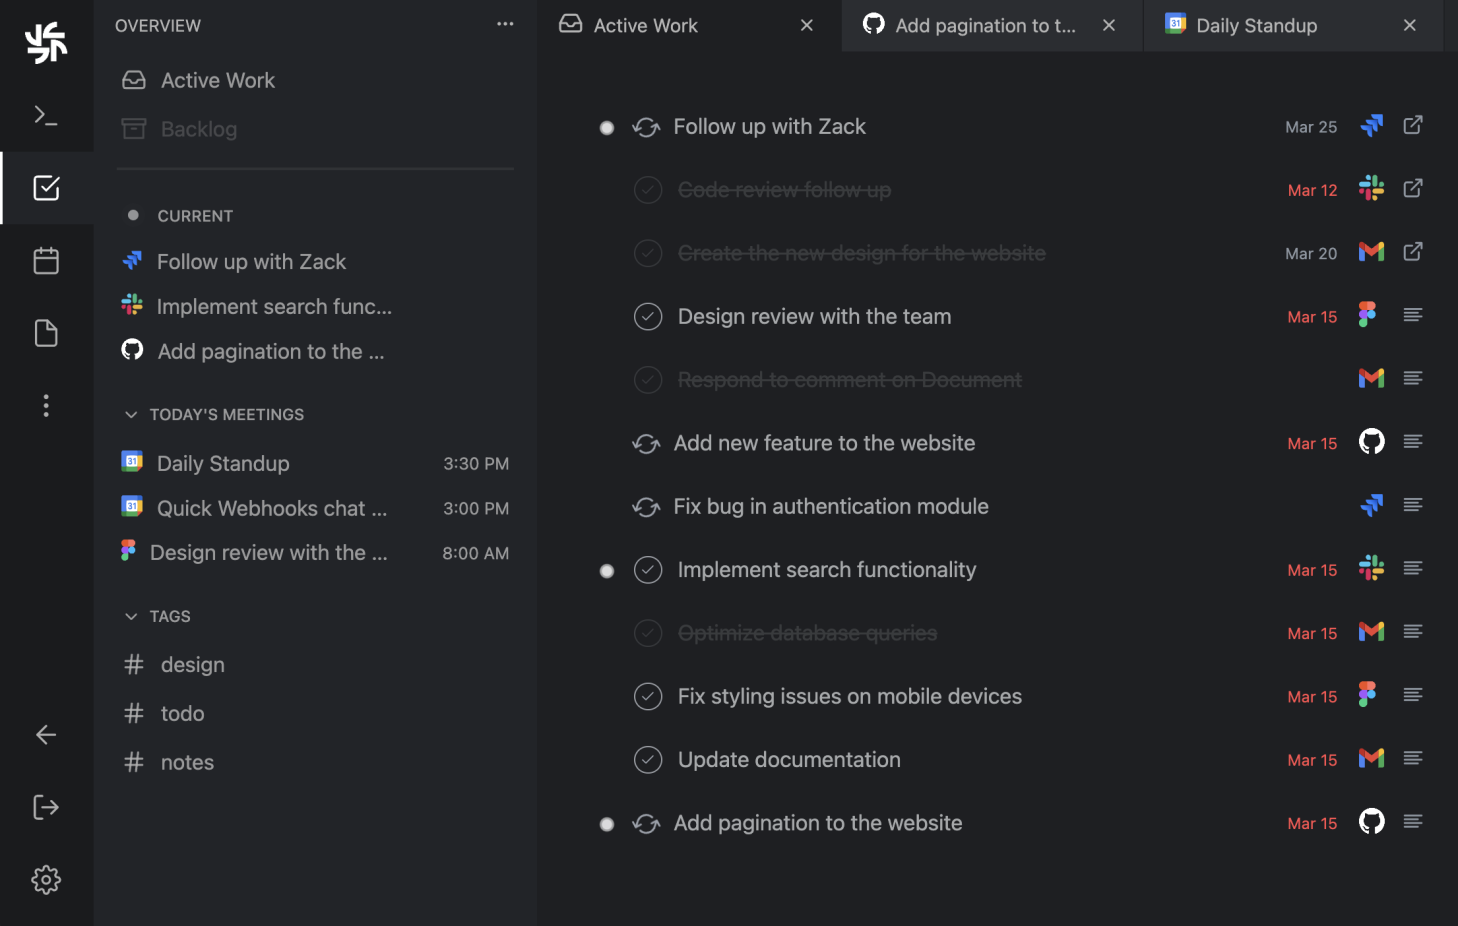 OVERVIEW
Active Work
Backlog
CURRENT
Follow up with Zack
Implement search func...
Add pagination to the ...
TODAY'S MEETINGS
31 Daily Standup 3:30 PM
31 Quick Webhooks chat ... 3:00 PM
Design review with the ... 8:00 AM
TAGS
# design
# todo
# notes
Active Work
Add pagination to t...
31 Daily Standup
Follow up with Zack Mar 25
Code review follow up Mar 12
Create the new design for the website Mar 20
Design review with the team Mar 15
Respond to comment on Document
Add new feature to the website Mar 15
Fix bug in authentication module
Implement search functionality Mar 15
Optimize database queries Mar 15
Fix styling issues on mobile devices Mar 15
Update documentation Mar 15
Add pagination to the website Mar 15